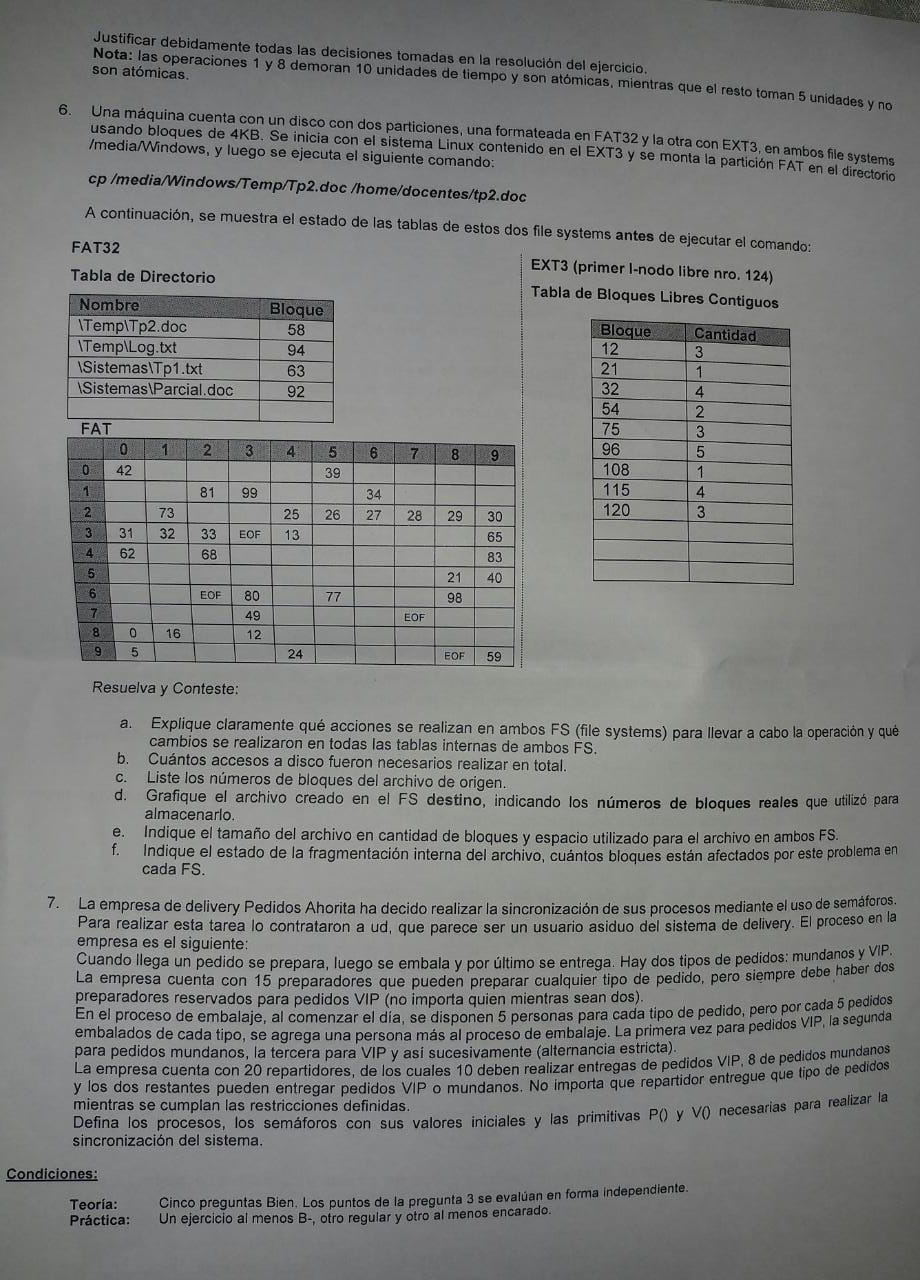 Justificar debidamente todas las decisiones tomadas en la resolución del ejercicio.
Nota: las operaciones 1 y 8 demoran 10 unidades de tiempo y son atómicas, mientras que el resto toman 5 unidades y no
son atómicas.
6. Una máquina cuenta con un disco con dos particiones, una formateada en FAT32 y la otra con EXT3, en ambos file systems
usando bloques de 4KB. Se inicia con el sistema Linux contenido en el EXT3 y se monta la partición FAT en el directorio
/media/Windows, y luego se ejecuta el siguiente comando:
cp /media/Windows/Temp/Tp2.doc /home/docentes/tp2.doc
A continuación, se muestra el estado de las tablas de estos dos file systems antes de ejecutar el comando:
FAT32
Tabla de Directorio
Nombre Bloque
\Temp\Tp2.doc 58
\Temp\Log.txt 94
\Sistemas\Tp1.txt 63
\Sistemas\Parcial.doc 92
EXT3 (primer I-nodo libre nro. 124)
Tabla de Bloques Libres Contiguos
Bloque Cantidad
12 3
21 1
32 4
54 2
75 3
96 5
108 1
115 4
120 3
FAT
0 1 2 3 4 5 6 7 8 9
0 42 39
1 81 99 34
2 73 25 26 27 28 29 30
3 31 32 33 EOF 13 65
4 62 68 83
5 21 40
6 EOF 80 77 98
7 49 EOF
8 0 16 12
9 5 24 EOF 59
Resuelva y Conteste:
a. Explique claramente qué acciones se realizan en ambos FS (file systems) para llevar a cabo la operación y qué
cambios se realizaron en todas las tablas internas de ambos FS.
b. Cuántos accesos a disco fueron necesarios realizar en total.
c. Liste los números de bloques del archivo de origen.
d. Grafique el archivo creado en el FS destino, indicando los números de bloques reales que utilizó para
almacenarlo.
e. Indique el tamaño del archivo en cantidad de bloques y espacio utilizado para el archivo en ambos FS.
f. Indique el estado de la fragmentación interna del archivo, cuántos bloques están afectados por este problema en
cada FS.
7. La empresa de delivery Pedidos Ahorita ha decido realizar la sincronización de sus procesos mediante el uso de semáforos.
Para realizar esta tarea lo contrataron a ud, que parece ser un usuario asiduo del sistema de delivery. El proceso en la
empresa es el siguiente:
Cuando llega un pedido se prepara, luego se embala y por último se entrega. Hay dos tipos de pedidos: mundanos y VIP.
La empresa cuenta con 15 preparadores que pueden preparar cualquier tipo de pedido, pero siempre debe haber dos
preparadores reservados para pedidos VIP (no importa quien mientras sean dos).
En el proceso de embalaje, al comenzar el día, se disponen 5 personas para cada tipo de pedido, pero por cada 5 pedidos
embalados de cada tipo, se agrega una persona más al proceso de embalaje. La primera vez para pedidos VIP, la segunda
para pedidos mundanos, la tercera para VIP y así sucesivamente (alternancia estricta).
La empresa cuenta con 20 repartidores, de los cuales 10 deben realizar entregas de pedidos VIP, 8 de pedidos mundanos
y los dos restantes pueden entregar pedidos VIP o mundanos. No importa que repartidor entregue que tipo de pedidos
mientras se cumplan las restricciones definidas.
Defina los procesos, los semáforos con sus valores iniciales y las primitivas P() y V() necesarias para realizar la
sincronización del sistema.
Condiciones:
Teoría: Cinco preguntas Bien. Los puntos de la pregunta 3 se evalúan en forma independiente.
Práctica: Un ejercicio al menos B-, otro regular y otro al menos encarado.